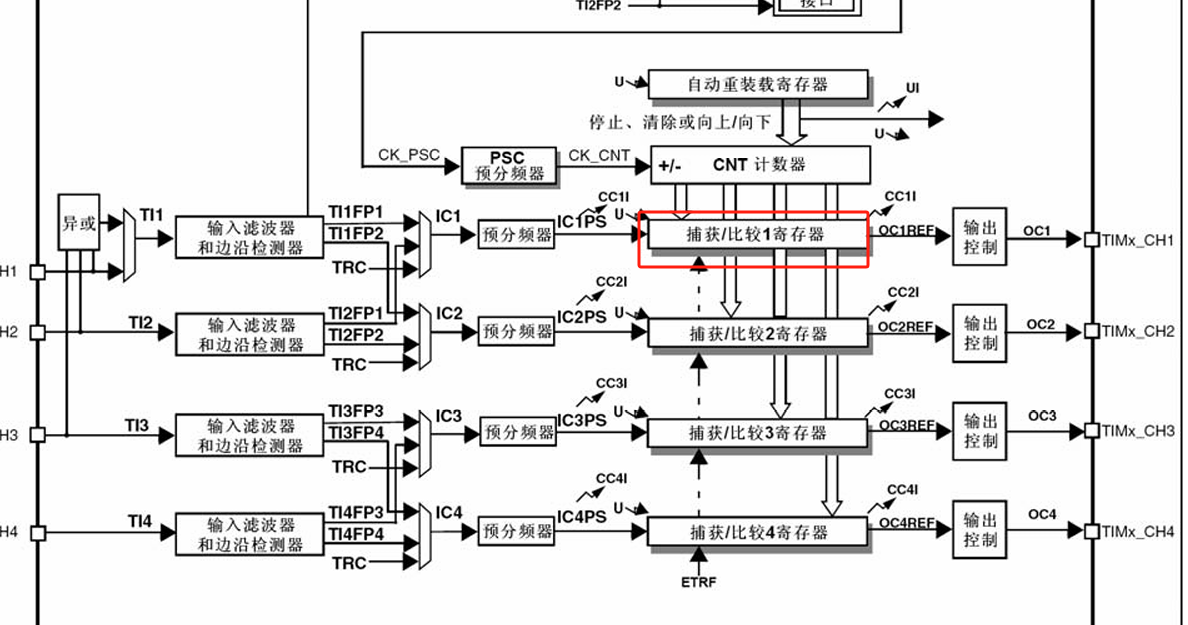 TI2FP2
接口
U
自动重装载寄存器
UI
停止、清除或向上/向下
U
CK_PSC
PSC
预分频器
CK_CNT
+/-
CNT 计数器
异或
TI1
输入滤波器
和边沿检测器
TI1FP1
TI1FP2
TRC
IC1
预分频器
IC1PS
CC1I
U
捕获/比较1寄存器
CC1I
OC1REF
输出
控制
OC1
TIMx_CH1
H1
H2
TI2
输入滤波器
和边沿检测器
TI2FP1
TI2FP2
TRC
IC2
预分频器
IC2PS
CC2I
U
捕获/比较2寄存器
CC2I
OC2REF
输出
控制
OC2
TIMx_CH2
H3
TI3
输入滤波器
和边沿检测器
TI3FP3
TI3FP4
TRC
IC3
预分频器
IC3PS
CC3I
U
捕获/比较3寄存器
CC3I
OC3REF
输出
控制
OC3
TIMx_CH3
H4
TI4
输入滤波器
和边沿检测器
TI4FP3
TI4FP4
TRC
IC4
预分频器
IC4PS
CC4I
U
捕获/比较4寄存器
CC4I
OC4REF
输出
控制
OC4
TIMx_CH4
ETRF